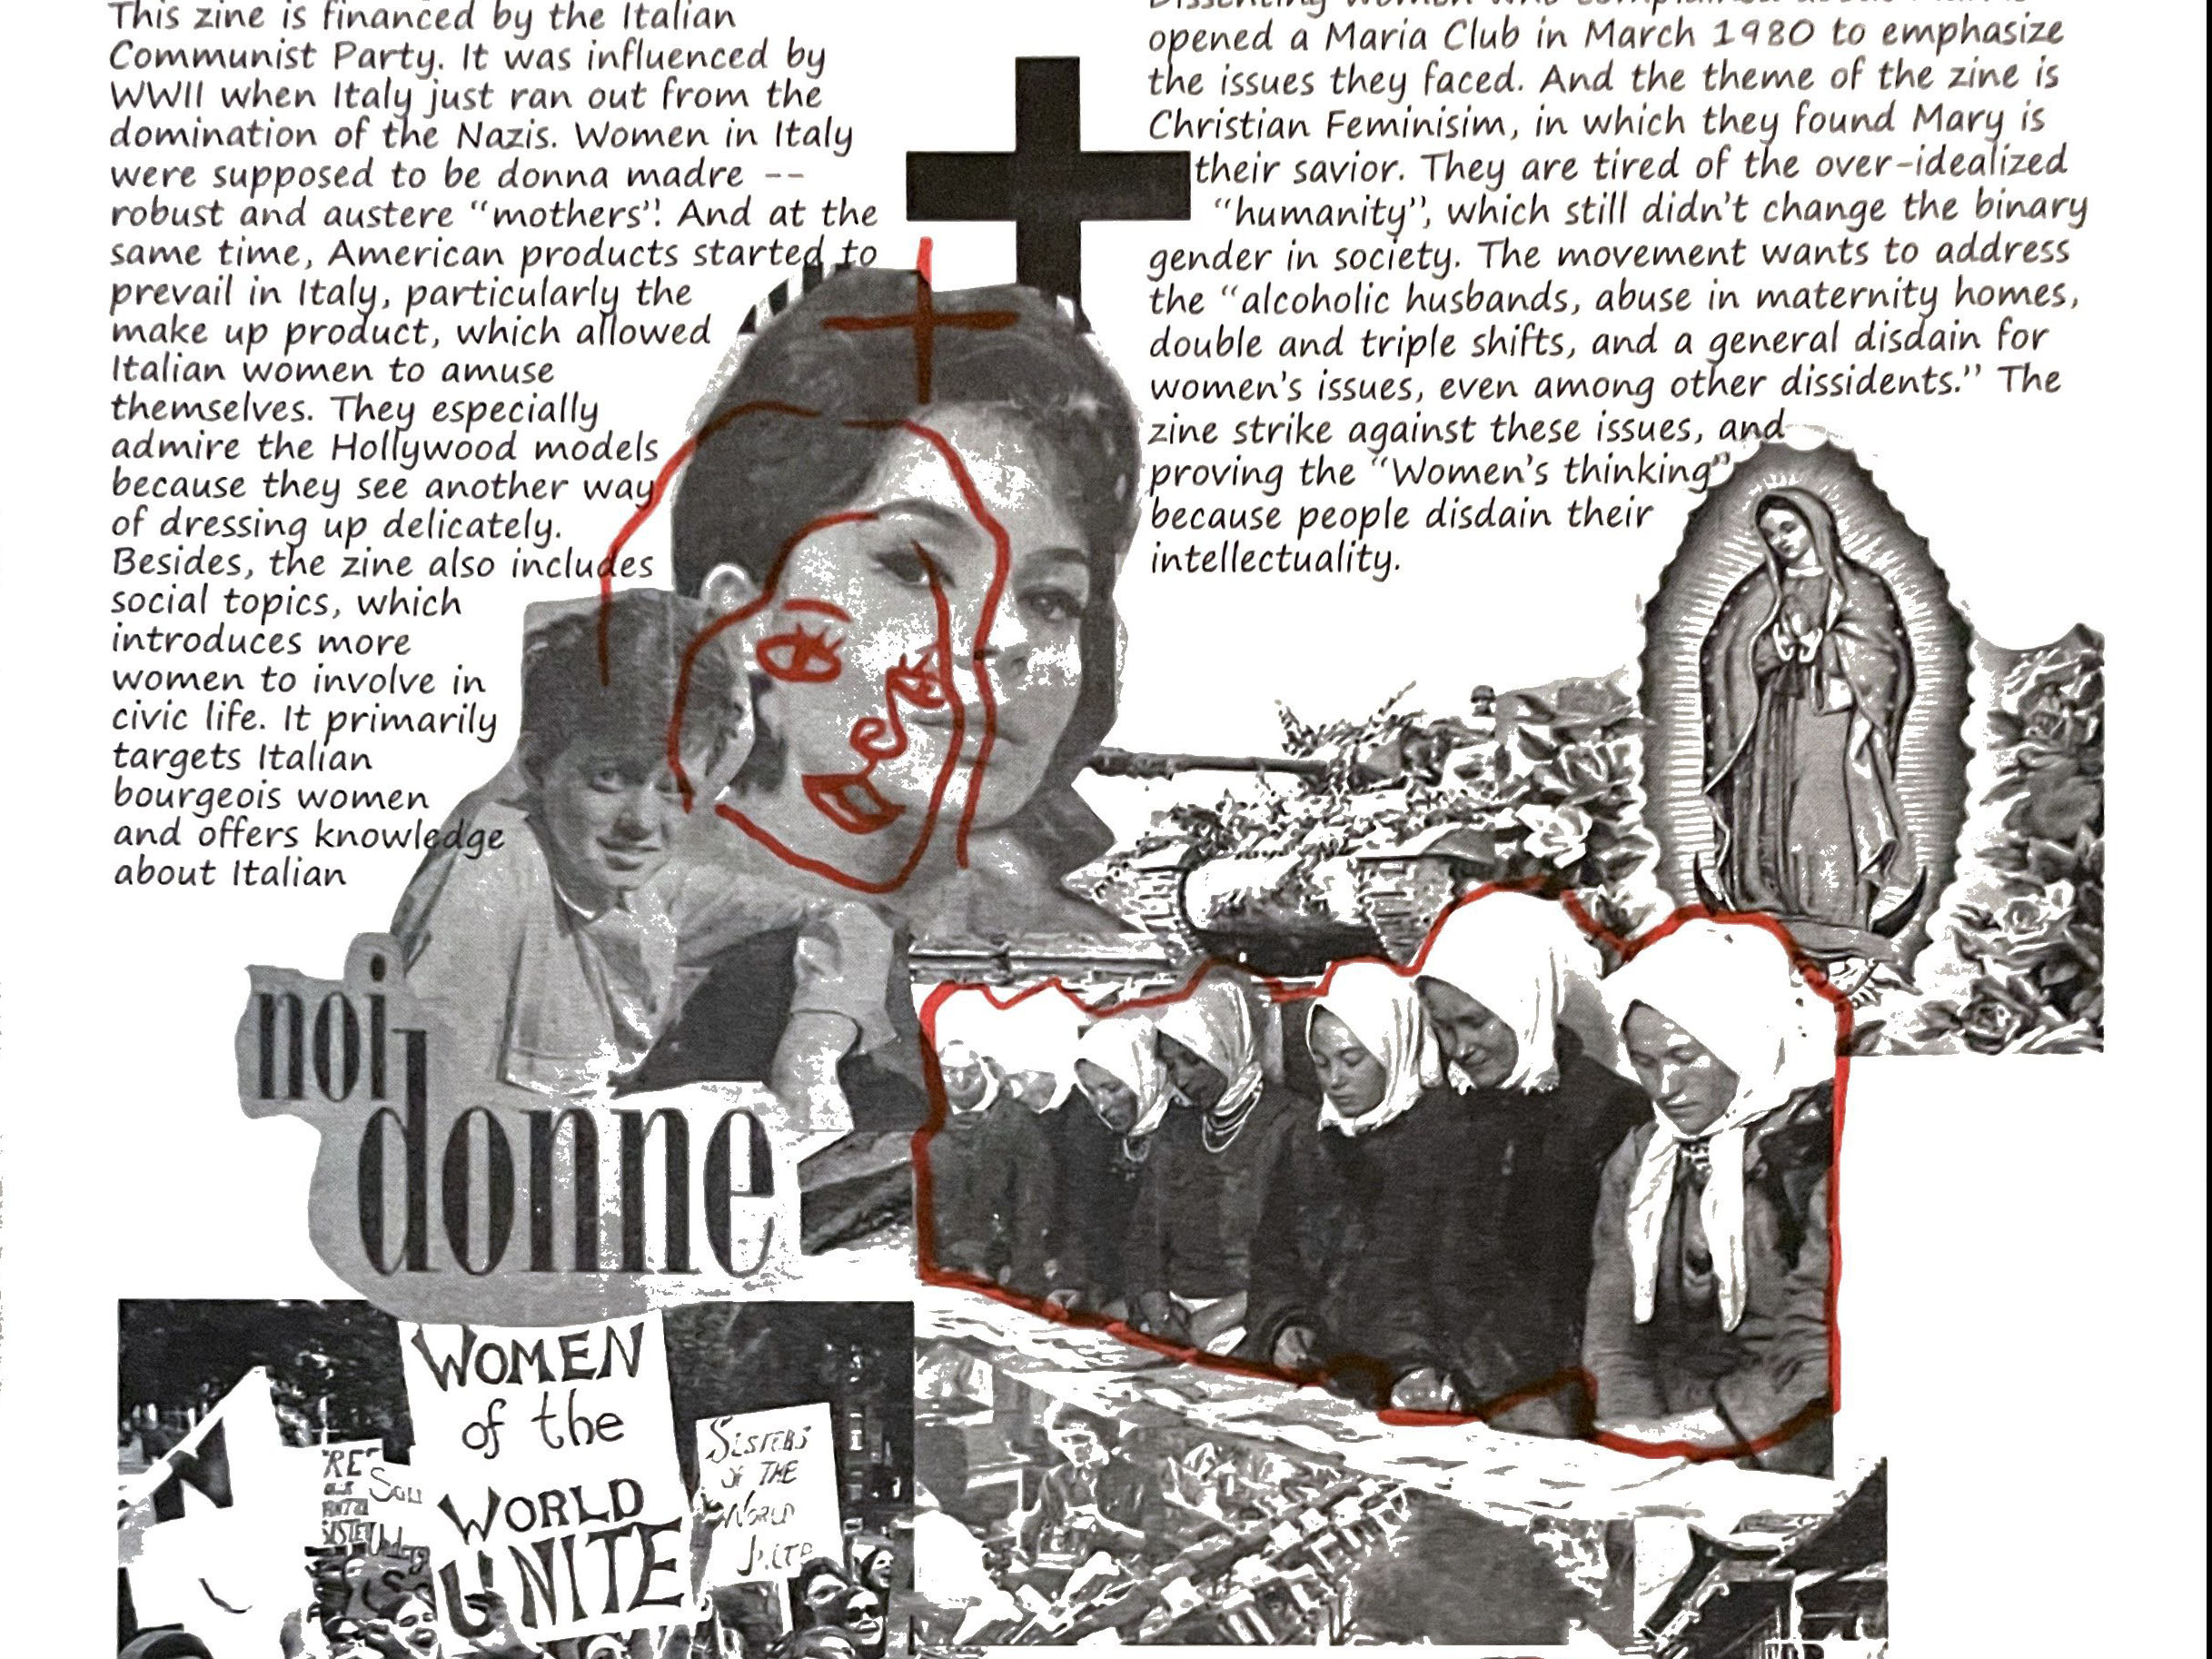 This zine is financed by the Italian
Communist Party. It was influenced by
WWII when Italy just ran out from the
domination of the Nazis. Women in Italy
were supposed to be donna madre --
robust and austere “mothers”! And at the
same time, American products started to
prevail in Italy, particularly the
make up product, which allowed
Italian women to amuse
themselves. They especially
admire the Hollywood models
because they see another way
of dressing up delicately.
Besides, the zine also includes
social topics, which
introduces more
women to involve in
civic life. It primarily
targets Italian
bourgeois women
and offers knowledge
about Italian
opened a Maria Club in March 1980 to emphasize
the issues they faced. And the theme of the zine is
Christian Feminisim, in which they found Mary is
their savior. They are tired of the over-idealized
“humanity”, which still didn't change the binary
gender in society. The movement wants to address
the “alcoholic husbands, abuse in maternity homes,
double and triple shifts, and a general disdain for
women's issues, even among other dissidents.” The
zine strike against these issues, and
proving the “Women's thinking”
because people disdain their
intellectuality.
noi
donne
WOMEN
of the
WORLD
UNITE
SISTERS
OF THE
WORLD